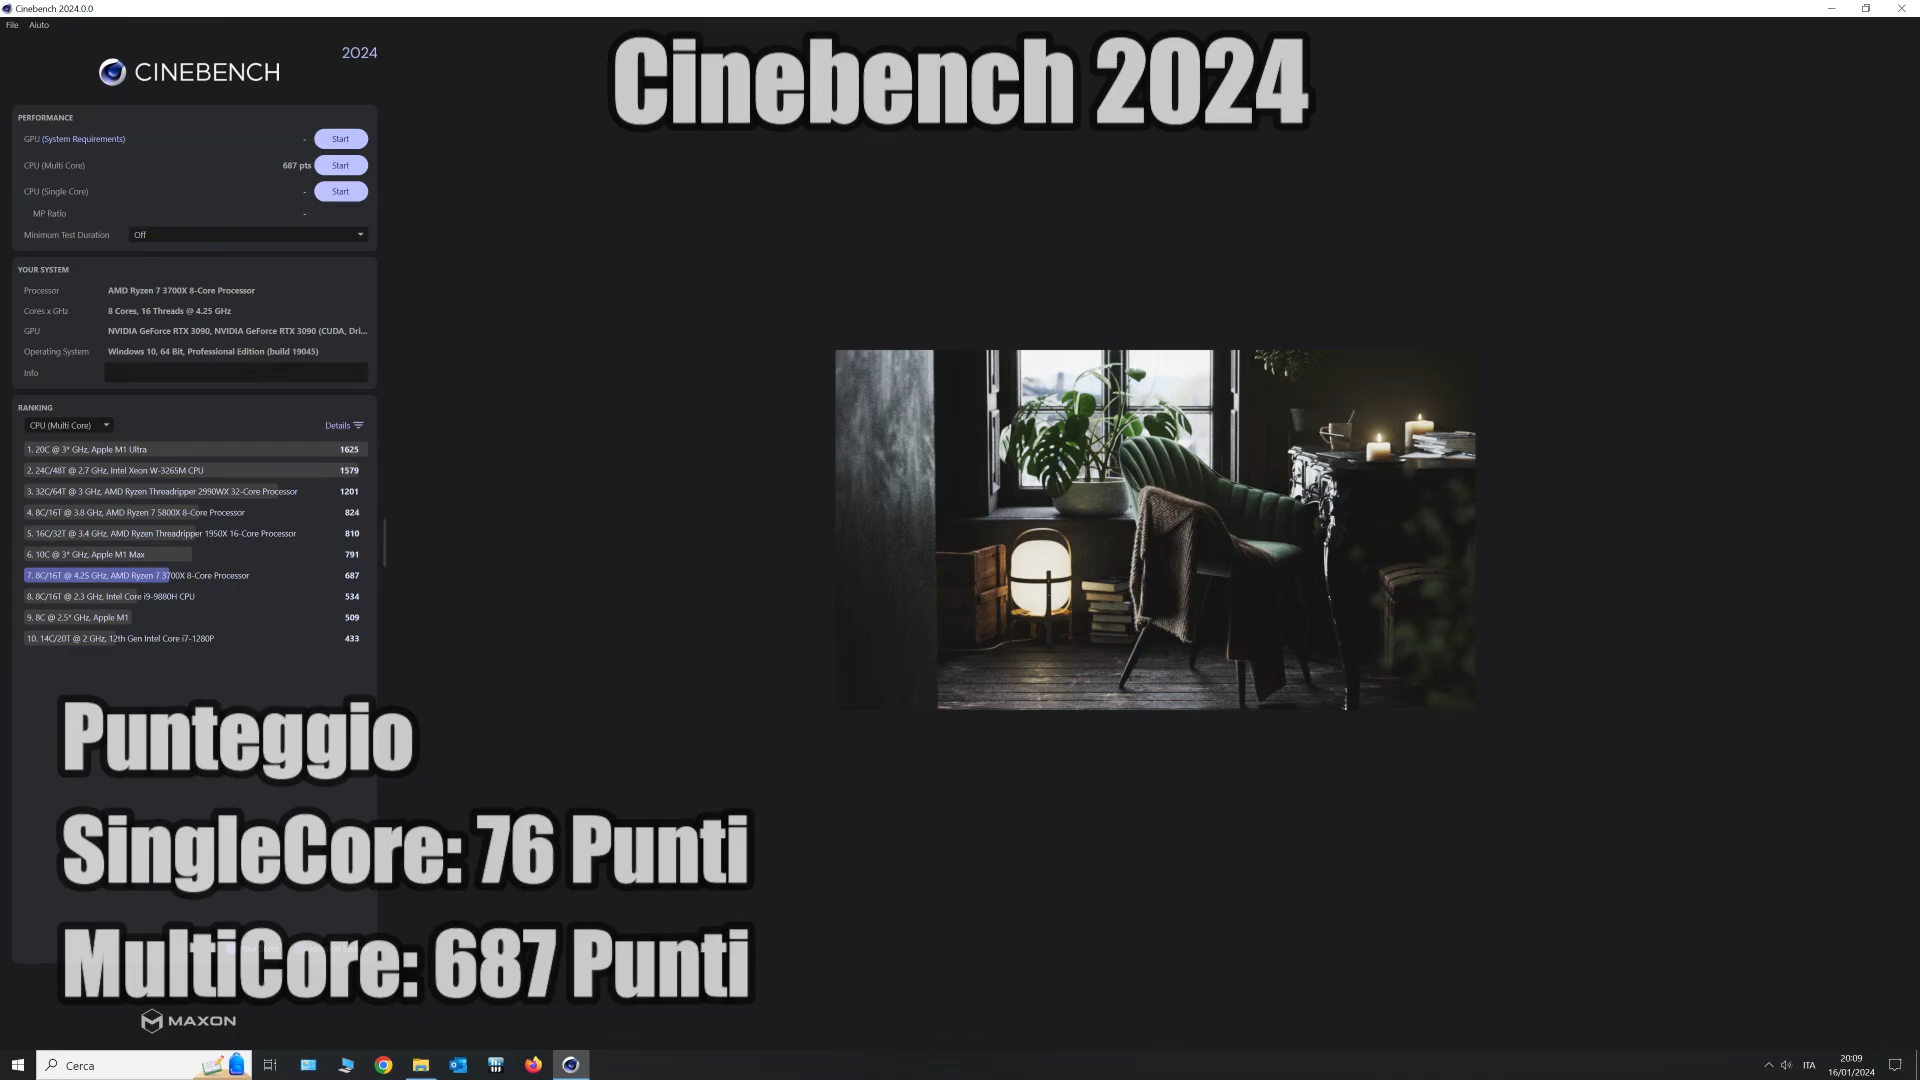 Cinebench 2024.0.0
File Aiuto
CINEBENCH 2024
Cinebench 2024
PERFORMANCE
GPU (System Requirements) - Start
CPU (Multi Core) 687 pts Start
CPU (Single Core) - Start
MP Ratio -
Minimum Test Duration Off
YOUR SYSTEM
Processor AMD Ryzen 7 3700X 8-Core Processor
Cores x GHz 8 Cores, 16 Threads @ 4.25 GHz
GPU NVIDIA GeForce RTX 3090, NVIDIA GeForce RTX 3090 (CUDA, Dri...
Operating System Windows 10, 64 Bit, Professional Edition (build 19045)
Info
RANKING
CPU (Multi Core) Details
1. 20C @ 3* GHz, Apple M1 Ultra 1625
2. 24C/48T @ 2.7 GHz, Intel Xeon W-3265M CPU 1579
3. 32C/64T @ 3 GHz, AMD Ryzen Threadripper 2990WX 32-Core Processor 1201
4. 8C/16T @ 3.8 GHz, AMD Ryzen 7 5800X 8-Core Processor 824
5. 16C/32T @ 3.4 GHz, AMD Ryzen Threadripper 1950X 16-Core Processor 810
6. 10C @ 3* GHz, Apple M1 Max 791
7. 8C/16T @ 4.25 GHz, AMD Ryzen 7 3700X 8-Core Processor 687
8. 8C/16T @ 2.3 GHz, Intel Core i9-9880H CPU 534
9. 8C @ 2.5* GHz, Apple M1 509
10. 14C/20T @ 2 GHz, 12th Gen Intel Core i7-1280P 433
Punteggio
SingleCore: 76 Punti
MultiCore: 687 Punti
MAXON
Cerca
ITA
20:09
16/01/2024